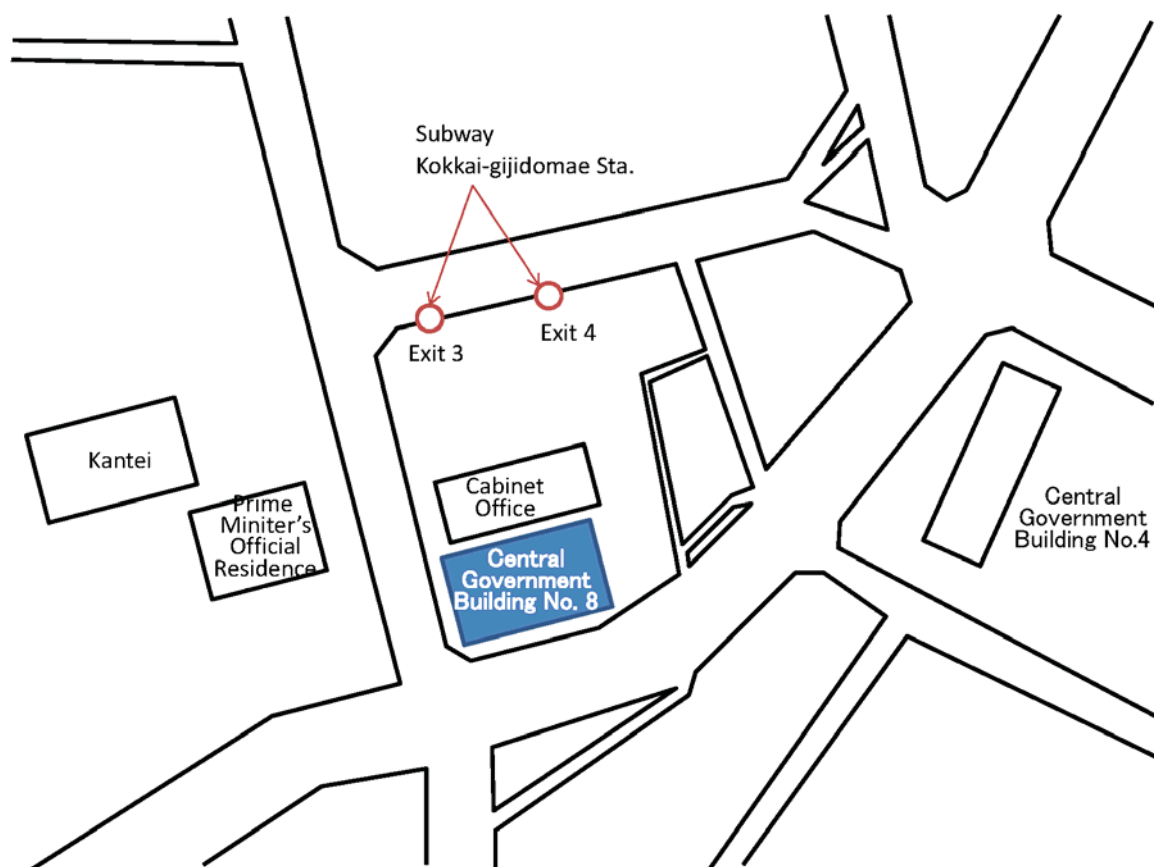 Subway
Kokkai-gijidomae Sta.
Exit 3
Exit 4
Kantei
Prime
Miniter's
Official
Residence
Cabinet
Office
Central
Government
Building No. 8
Central
Government
Building No.4